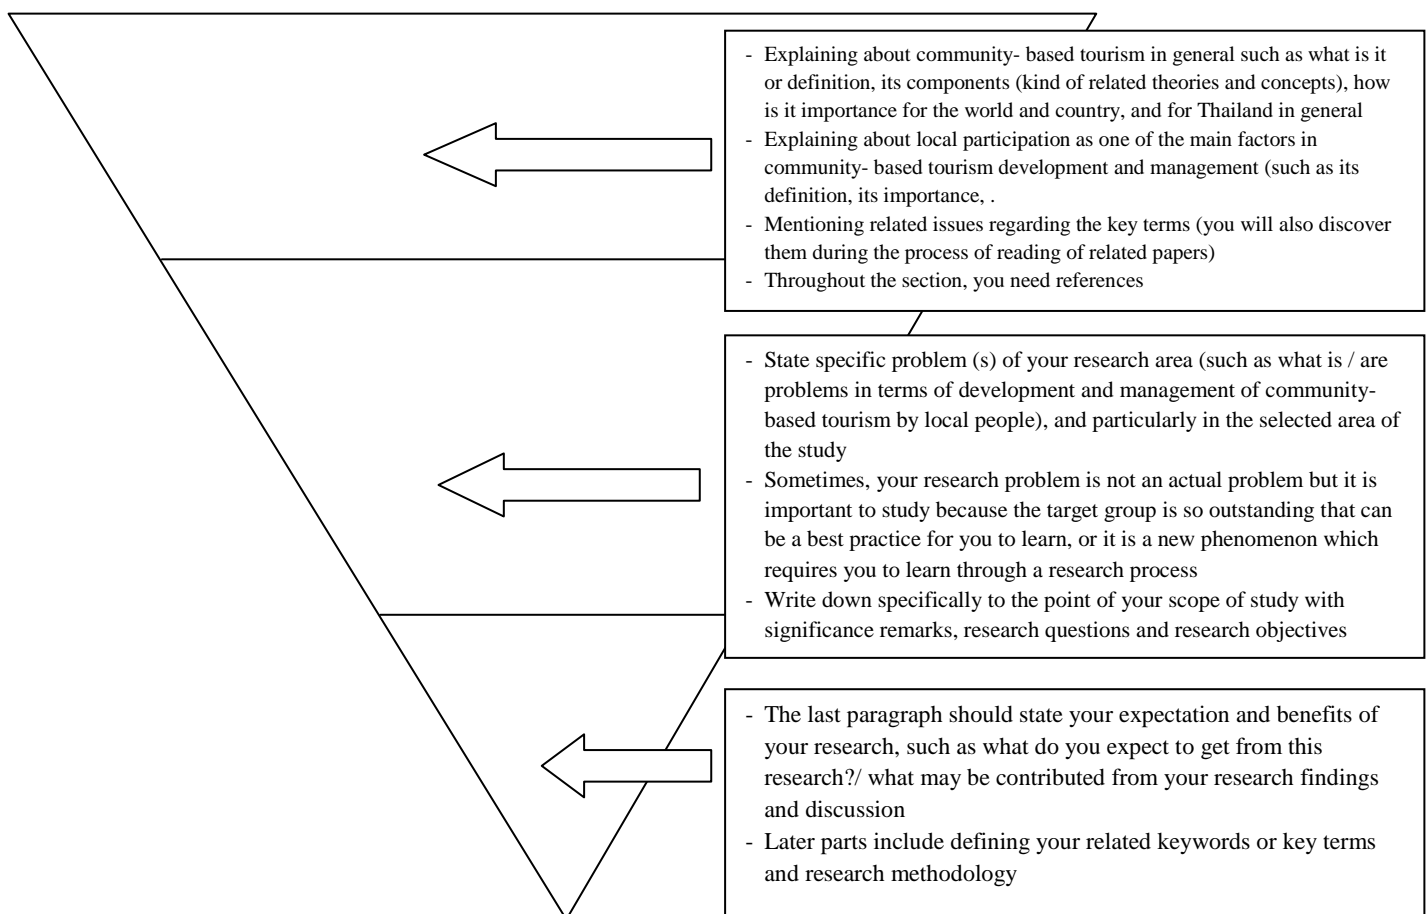 - Explaining about community- based tourism in general such as what is it
or definition, its components (kind of related theories and concepts), how
is it importance for the world and country, and for Thailand in general
- Explaining about local participation as one of the main factors in
community- based tourism development and management (such as its
definition, its importance, .
- Mentioning related issues regarding the key terms (you will also discover
them during the process of reading of related papers)
- Throughout the section, you need references
- State specific problem (s) of your research area (such as what is / are
problems in terms of development and management of community-
based tourism by local people), and particularly in the selected area of
the study
- Sometimes, your research problem is not an actual problem but it is
important to study because the target group is so outstanding that can
be a best practice for you to learn, or it is a new phenomenon which
requires you to learn through a research process
- Write down specifically to the point of your scope of study with
significance remarks, research questions and research objectives
- The last paragraph should state your expectation and benefits of
your research, such as what do you expect to get from this
research?/ what may be contributed from your research findings
and discussion
- Later parts include defining your related keywords or key terms
and research methodology